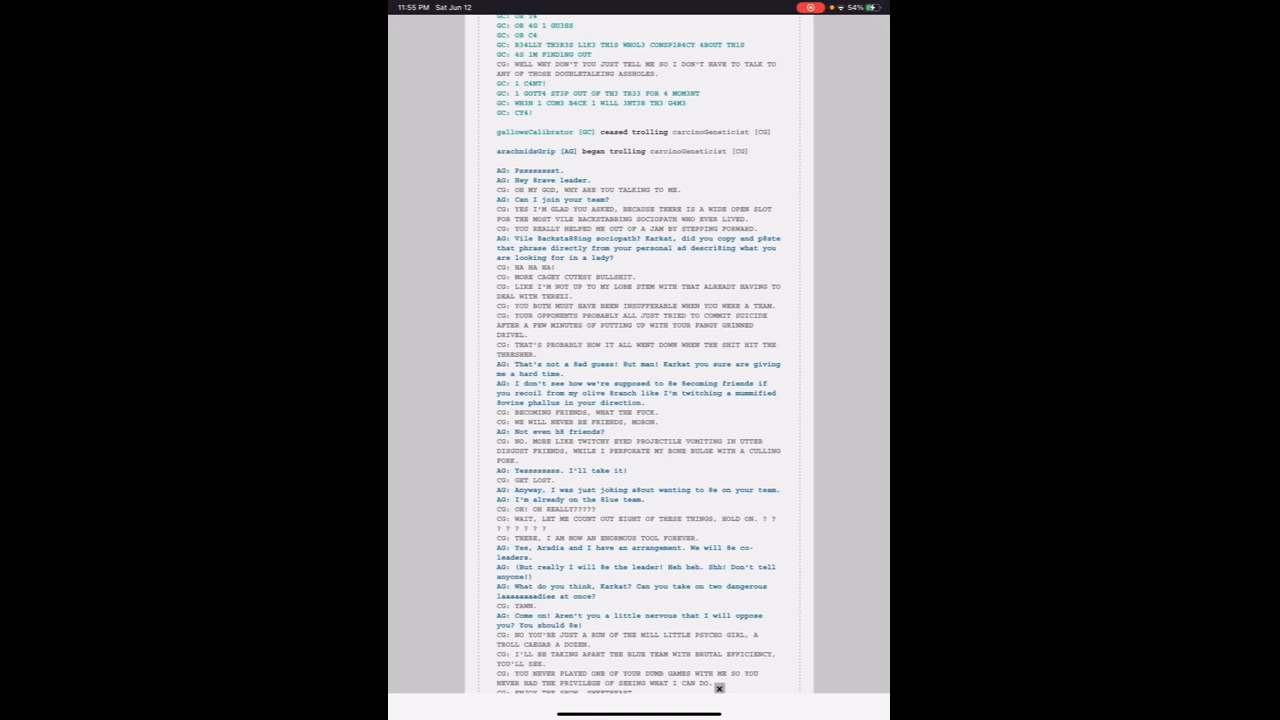 11:55 PM Sat Jun 12
54%
GC: OR T4
GC: OR 4G 1 GU3SS
GC: OR C4
GC: R34LLY TH3R3S L1K3 TH1S WHOL3 CONSP1R4CY 4BOUT TH1S
GC: 4S 1M F1ND1NG OUT
CG: WELL WHY DON'T YOU JUST TELL ME SO I DON'T HAVE TO TALK TO
ANY OF THOSE DOUBLETALKING ASSHOLES.
GC: 1 C4NT!
GC: 1 GOTT4 ST3P OUT OF TH3 TR33 FOR 4 MOM3NT
GC: WH3N 1 COM3 B4CK 1 W1LL 3NT3R TH3 G4M3
GC: CY4!
gallowsCalibrator [GC] ceased trolling carcinoGeneticist [CG]
arachnidsGrip [AG] began trolling carcinoGeneticist [CG]
AG: Psssssssst.
AG: Hey 8rave leader.
CG: OH MY GOD, WHY ARE YOU TALKING TO ME.
AG: Can I join your team?
CG: YES I'M GLAD YOU ASKED, BECAUSE THERE IS A WIDE OPEN SLOT
FOR THE MOST VILE BACKSTABBING SOCIOPATH WHO EVER LIVED.
CG: YOU REALLY HELPED ME OUT OF A JAM BY STEPPING FORWARD.
AG: Vile 8acksta88ing sociopath? Karkat, did you copy and p8ste
that phrase directly from your personal ad descri8ing what you
are looking for in a lady?
CG: HA HA HA!
CG: MORE CAGEY CUTESY BULLSHIT.
CG: LIKE I'M NOT UP TO MY LOBE STEM WITH THAT ALREADY HAVING TO
DEAL WITH TEREZI.
CG: YOU BOTH MUST HAVE BEEN INSUFFERABLE WHEN YOU WERE A TEAM.
CG: YOUR OPPONENTS PROBABLY ALL JUST TRIED TO COMMIT SUICIDE
AFTER A FEW MINUTES OF PUTTING UP WITH YOUR FANGY GRINNED
DRIVEL.
CG: THAT'S PROBABLY HOW IT ALL WENT DOWN WHEN THE SHIT HIT THE
THRESHER.
AG: That's not a 8ad guess! 8ut man! Karkat you sure are giving
me a hard time.
AG: I don't see how we're supposed to 8e 8ecoming friends if
you recoil from my olive 8ranch like I'm twitching a mummified
8ovine phallus in your direction.
CG: BECOMING FRIENDS, WHAT THE FUCK.
CG: WE WILL NEVER BE FRIENDS, MORON.
AG: Not even h8 friends?
CG: NO. MORE LIKE TWITCHY EYED PROJECTILE VOMITING IN UTTER
DISGUST FRIENDS, WHILE I PERFORATE MY BONE BULGE WITH A CULLING
FORK.
AG: Yessssssss. I'll take it!
CG: GET LOST.
AG: Anyway, I was just joking a8out wanting to 8e on your team.
AG: I'm already on the 8lue team.
CG: OH! OH REALLY?????
CG: WAIT, LET ME COUNT OUT EIGHT OF THESE THINGS, HOLD ON. ? ?
? ? ? ? ? ?
CG: THERE, I AM NOW AN ENORMOUS TOOL FOREVER.
AG: Yes, Aradia and I have an arrangement. We will 8e co-
leaders.
AG: (But really I will 8e the leader! Heh heh. Shh! Don't tell
anyone!)
AG: What do you think, Karkat? Can you take on two dangerous
laaaaaaaadies at once?
CG: YAWN.
AG: Come on! Aren't you a little nervous that I will oppose
you? You should 8e!
CG: NO YOU'RE JUST A RUN OF THE MILL LITTLE PSYCHO GIRL, A
TROLL CAEGAR A DOZEN.
CG: I'LL BE TAKING APART THE BLUE TEAM WITH BRUTAL EFFICIENCY,
YOU'LL SEE.
CG: YOU NEVER PLAYED ONE OF YOUR DUMB GAMES WITH ME SO YOU
NEVER HAD THE PRIVILEGE OF SEEING WHAT I CAN DO.
CG: ENJOY THE SHOW, SWEETHEART.